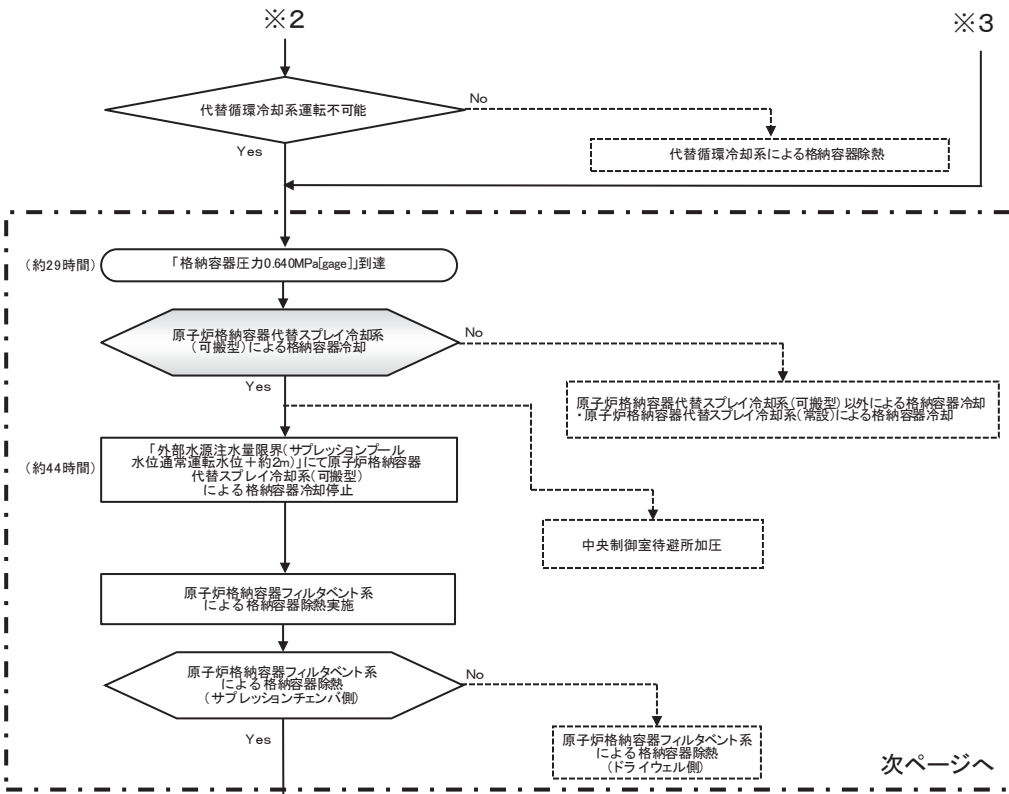 ※2
※3
代替循環冷却系運転不可能
No
Yes
代替循環冷却系による格納容器除熱
(約29時間)
「格納容器圧力0.640MPa[gage]」到達
原子炉格納容器代替スプレイ冷却系
(可搬型)による格納容器冷却
No
Yes
原子炉格納容器代替スプレイ冷却系(可搬型)以外による格納容器冷却
・原子炉格納容器代替スプレイ冷却系(常設)による格納容器冷却
(約44時間)
「外部水源注水量限界(サプレッションプール
水位通常運転水位+約2m)」にて原子炉格納容器
代替スプレイ冷却系(可搬型)
による格納容器冷却停止
中央制御室待避所加圧
原子炉格納容器フィルタベント系
による格納容器除熱実施
原子炉格納容器フィルタベント系
による格納容器除熱
(サプレッションチェンバ側)
No
Yes
原子炉格納容器フィルタベント系
による格納容器除熱
(ドライウェル側)
次ページへ